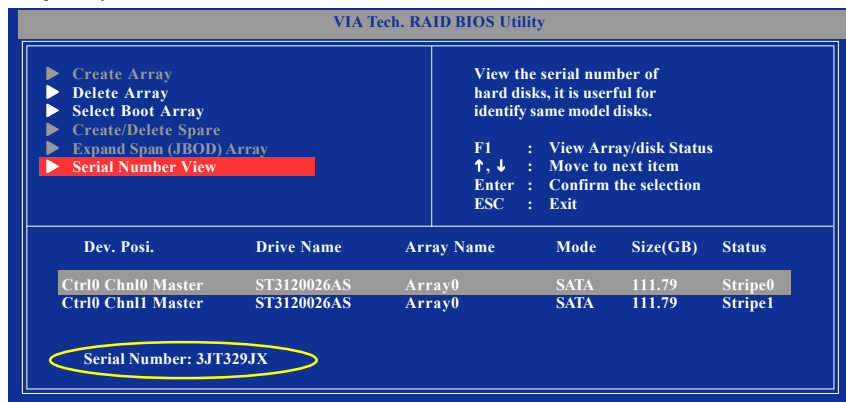 VIA Tech. RAID BIOS Utility
Create Array
Delete Array
Select Boot Array
Create/Delete Spare
Expand Span (JBOD) Array
Serial Number View
View the serial number of
hard disks, it is userful for
identify same model disks.
F1 : View Array/disk Status
↑, ↓ : Move to next item
Enter : Confirm the selection
ESC : Exit
Dev. Posi. Drive Name Array Name Mode Size(GB) Status
Ctrl0 Chnl0 Master ST3120026AS Array0 SATA 111.79 Stripe0
Ctrl0 Chnl1 Master ST3120026AS Array0 SATA 111.79 Stripe1
Serial Number: 3JT329JX